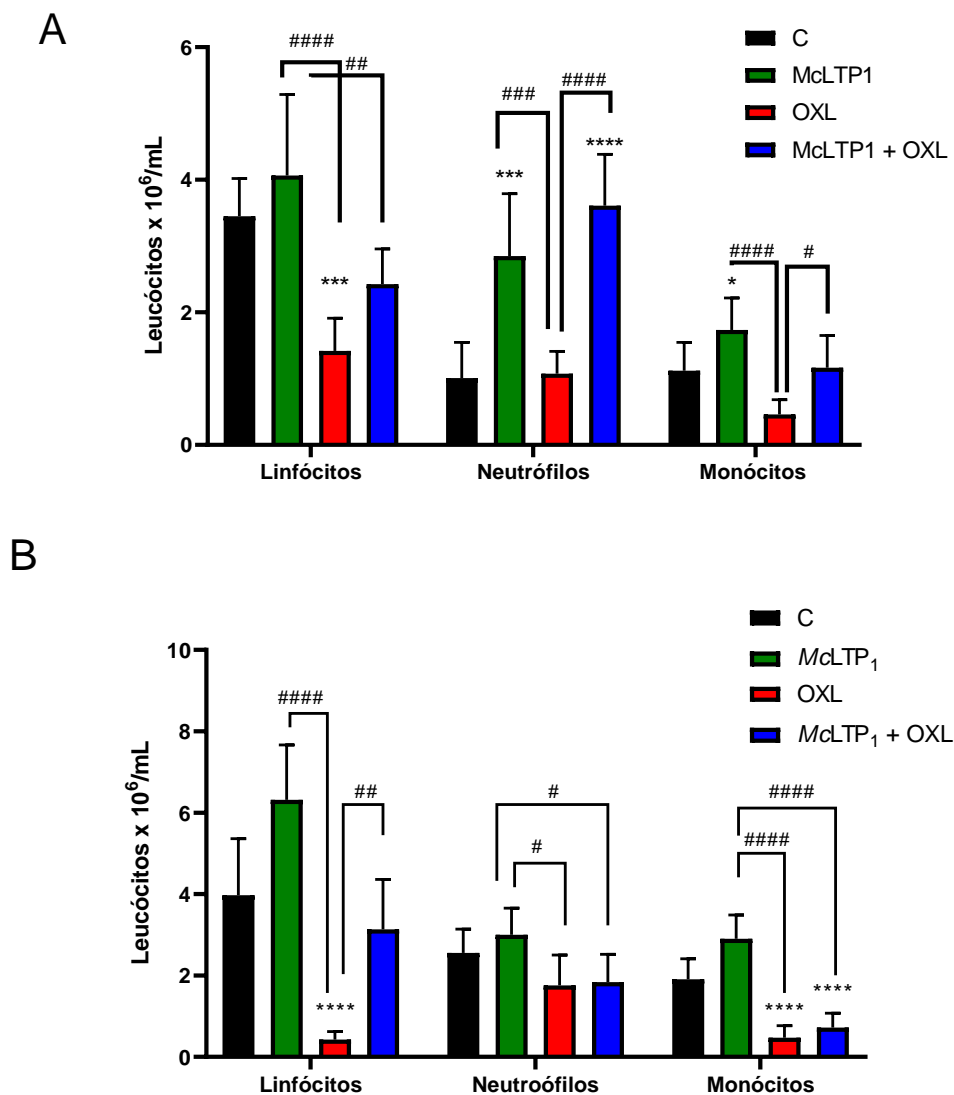 A
C
McLTP1
OXL
McLTP1 + OXL
Leucócitos x 10⁶/mL
6
4
2
0
####
##
***
###
####
***
****
####
#
*
Linfócitos
Neutrófilos
Monócitos
B
C
McLTP₁
OXL
McLTP₁ + OXL
Leucócitos x 10⁶/mL
10
8
6
4
2
0
####
##
****
#
#
####
####
****
****
Linfócitos
Neutroófilos
Monócitos